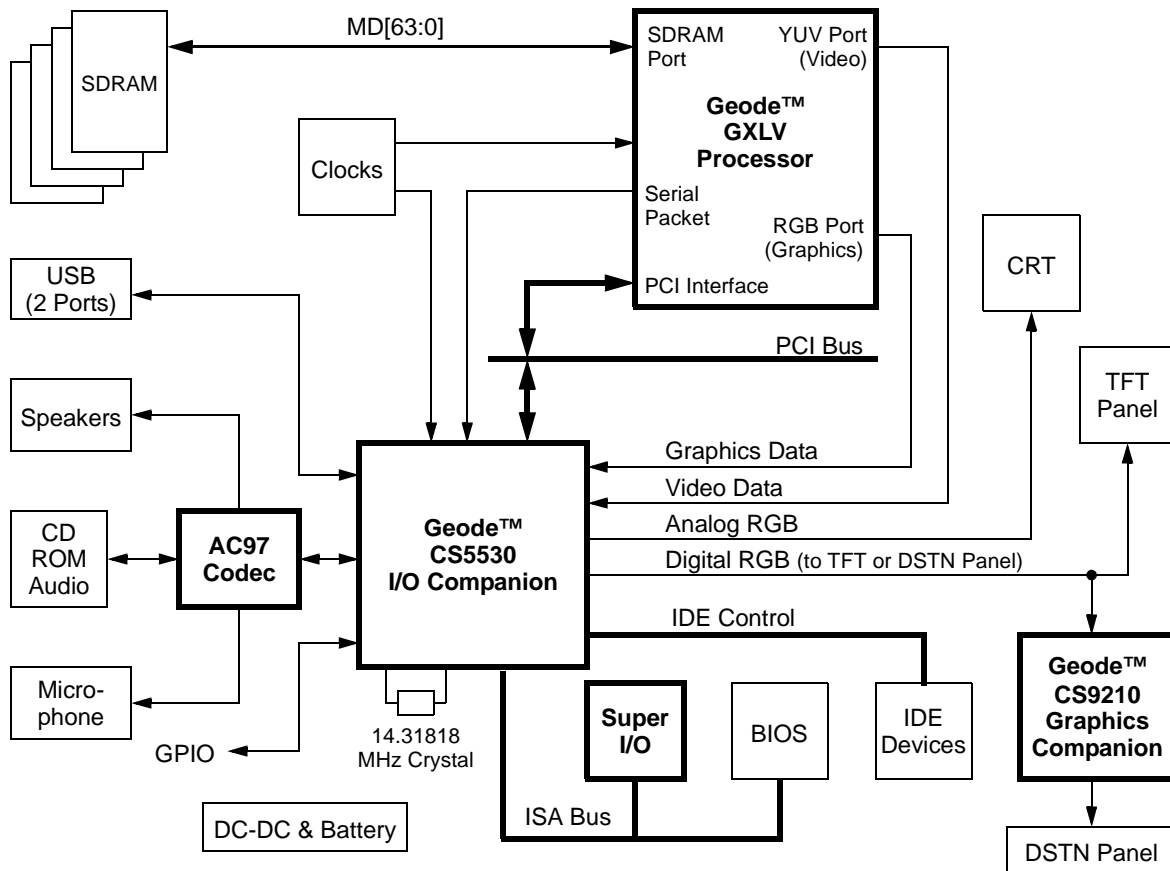 MD[63:0]
SDRAM
SDRAM
Port
YUV Port
(Video)
Geode™
GXLV
Processor
Clocks
Serial
Packet
RGB Port
(Graphics)
PCI Interface
CRT
USB
(2 Ports)
PCI Bus
TFT
Panel
Speakers
Graphics Data
Video Data
Analog RGB
Digital RGB (to TFT or DSTN Panel)
CD
ROM
Audio
AC97
Codec
Geode™
CS5530
I/O Companion
IDE Control
Micro-
phone
GPIO
14.31818
MHz Crystal
Super
I/O
BIOS
IDE
Devices
Geode™
CS9210
Graphics
Companion
DC-DC & Battery
ISA Bus
DSTN Panel